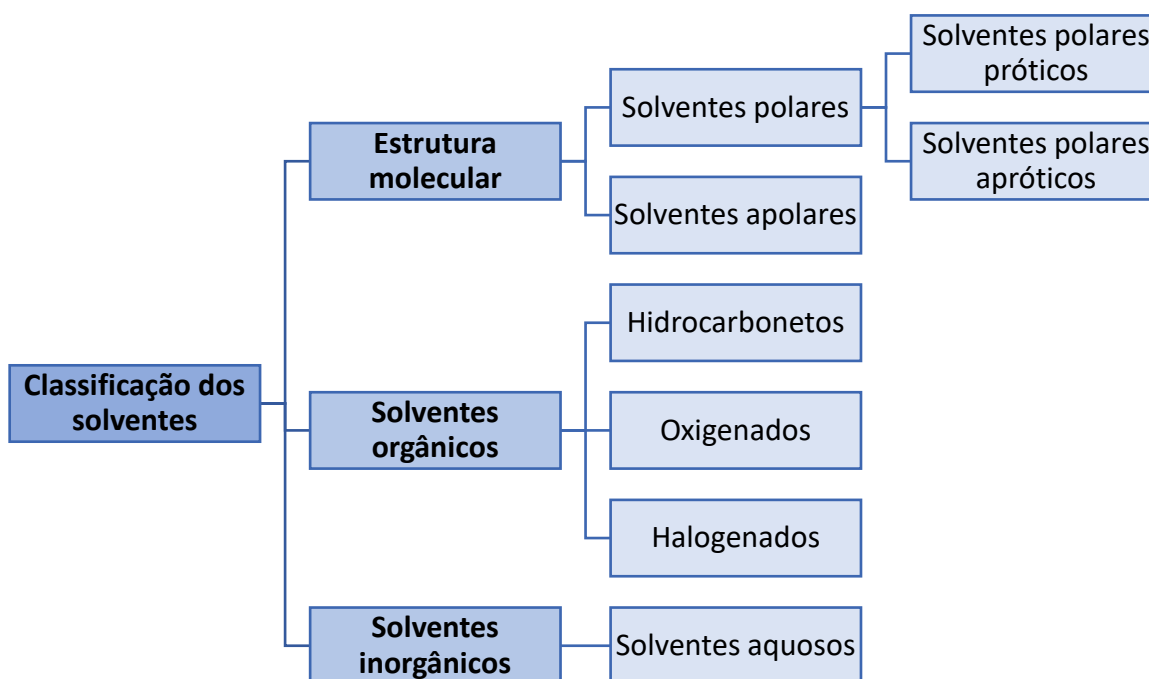 Classificação dos
solventes
Estrutura
molecular
Solventes polares
Solventes polares
próticos
Solventes polares
apróticos
Solventes apolares
Solventes
orgânicos
Hidrocarbonetos
Oxigenados
Halogenados
Solventes
inorgânicos
Solventes aquosos